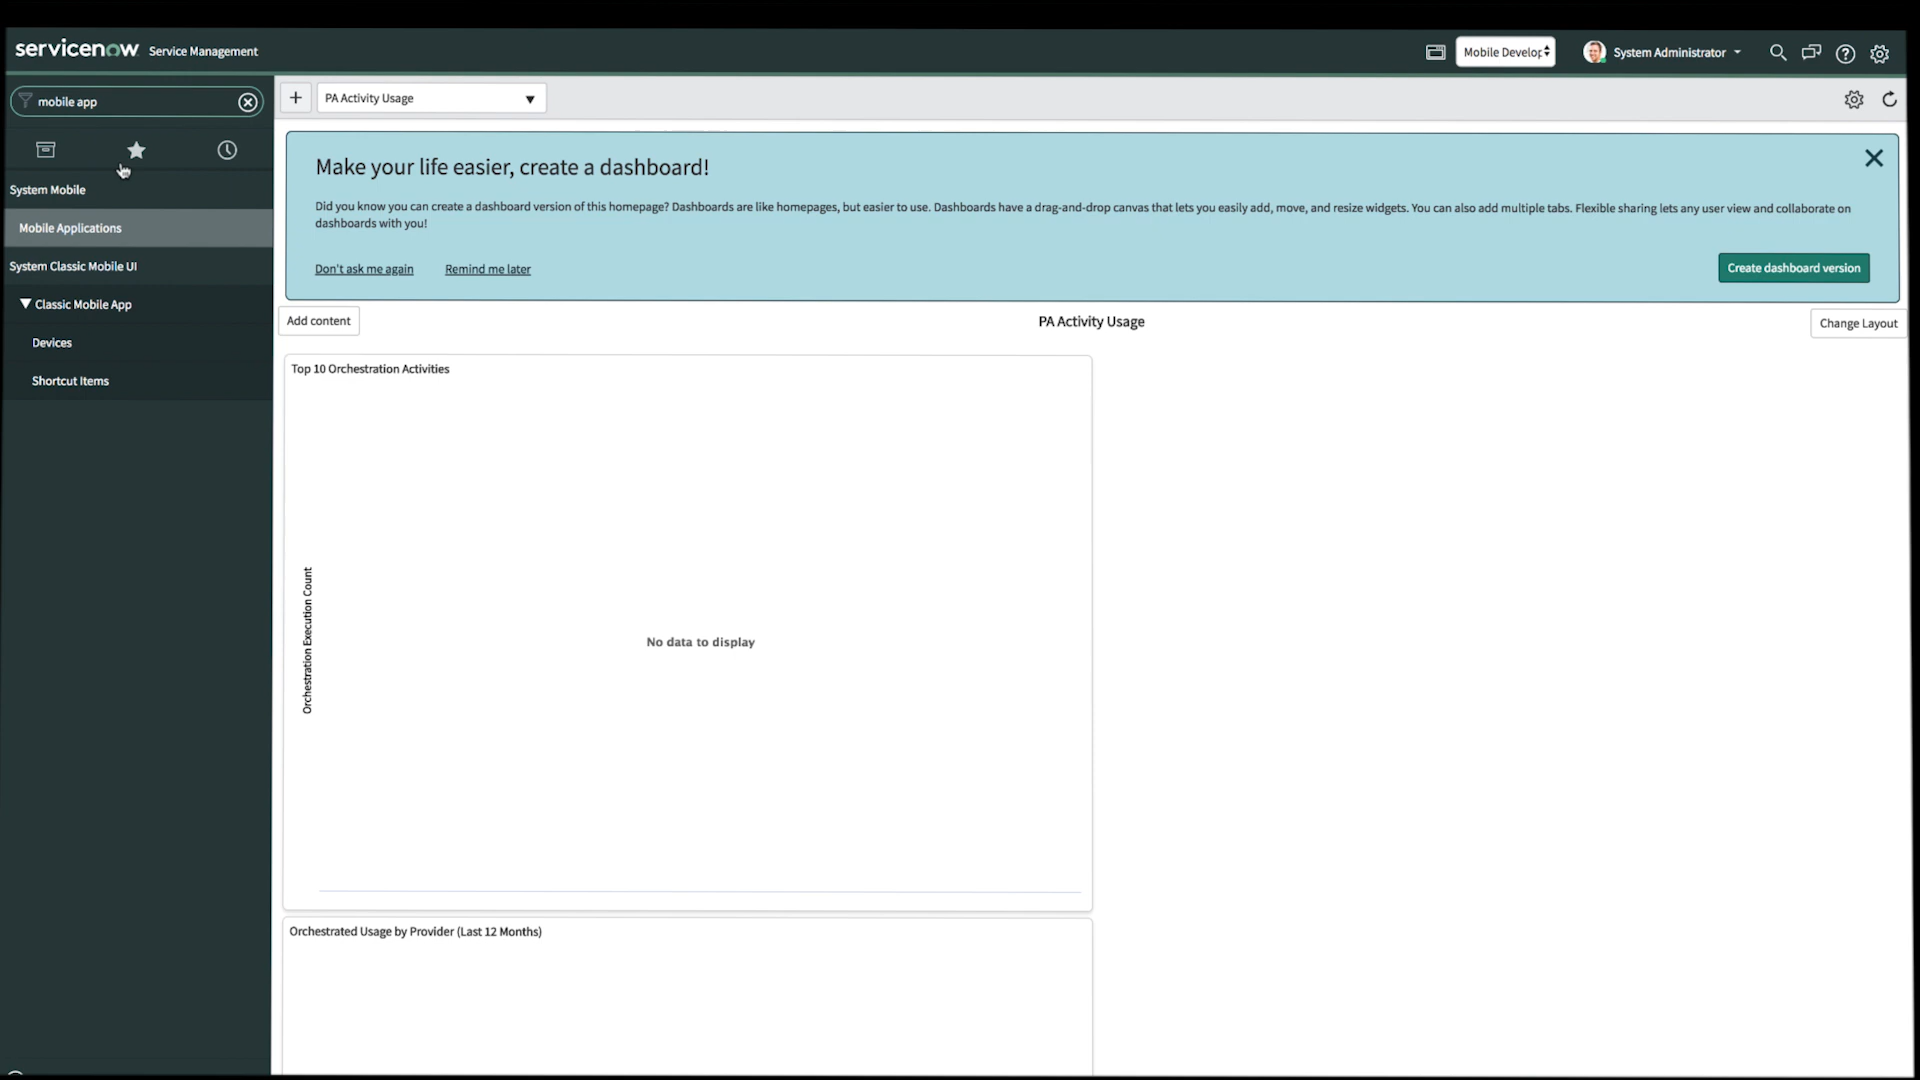 servicenow Service Management
Mobile Develop
System Administrator
mobile app
PA Activity Usage
System Mobile
Mobile Applications
System Classic Mobile UI
Classic Mobile App
Devices
Shortcut Items
Make your life easier, create a dashboard!
Did you know you can create a dashboard version of this homepage? Dashboards are like homepages, but easier to use. Dashboards have a drag-and-drop canvas that lets you easily add, move, and resize widgets. You can also add multiple tabs. Flexible sharing lets any user view and collaborate on
dashboards with you!
Don't ask me again
Remind me later
Create dashboard version
Add content
PA Activity Usage
Change Layout
Top 10 Orchestration Activities
Orchestration Execution Count
No data to display
Orchestrated Usage by Provider (Last 12 Months)